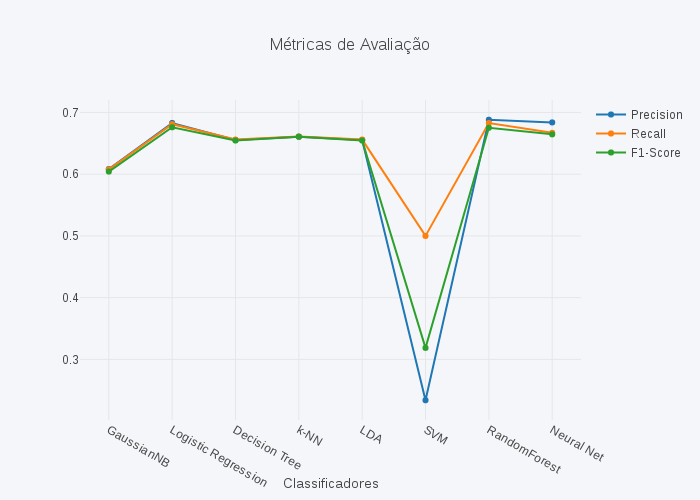 Métricas de Avaliação
Precision
Recall
F1-Score
0.7
0.6
0.5
0.4
0.3
GaussianNB
Logistic Regression
Decision Tree
k-NN
LDA
SVM
RandomForest
Neural Net
Classificadores